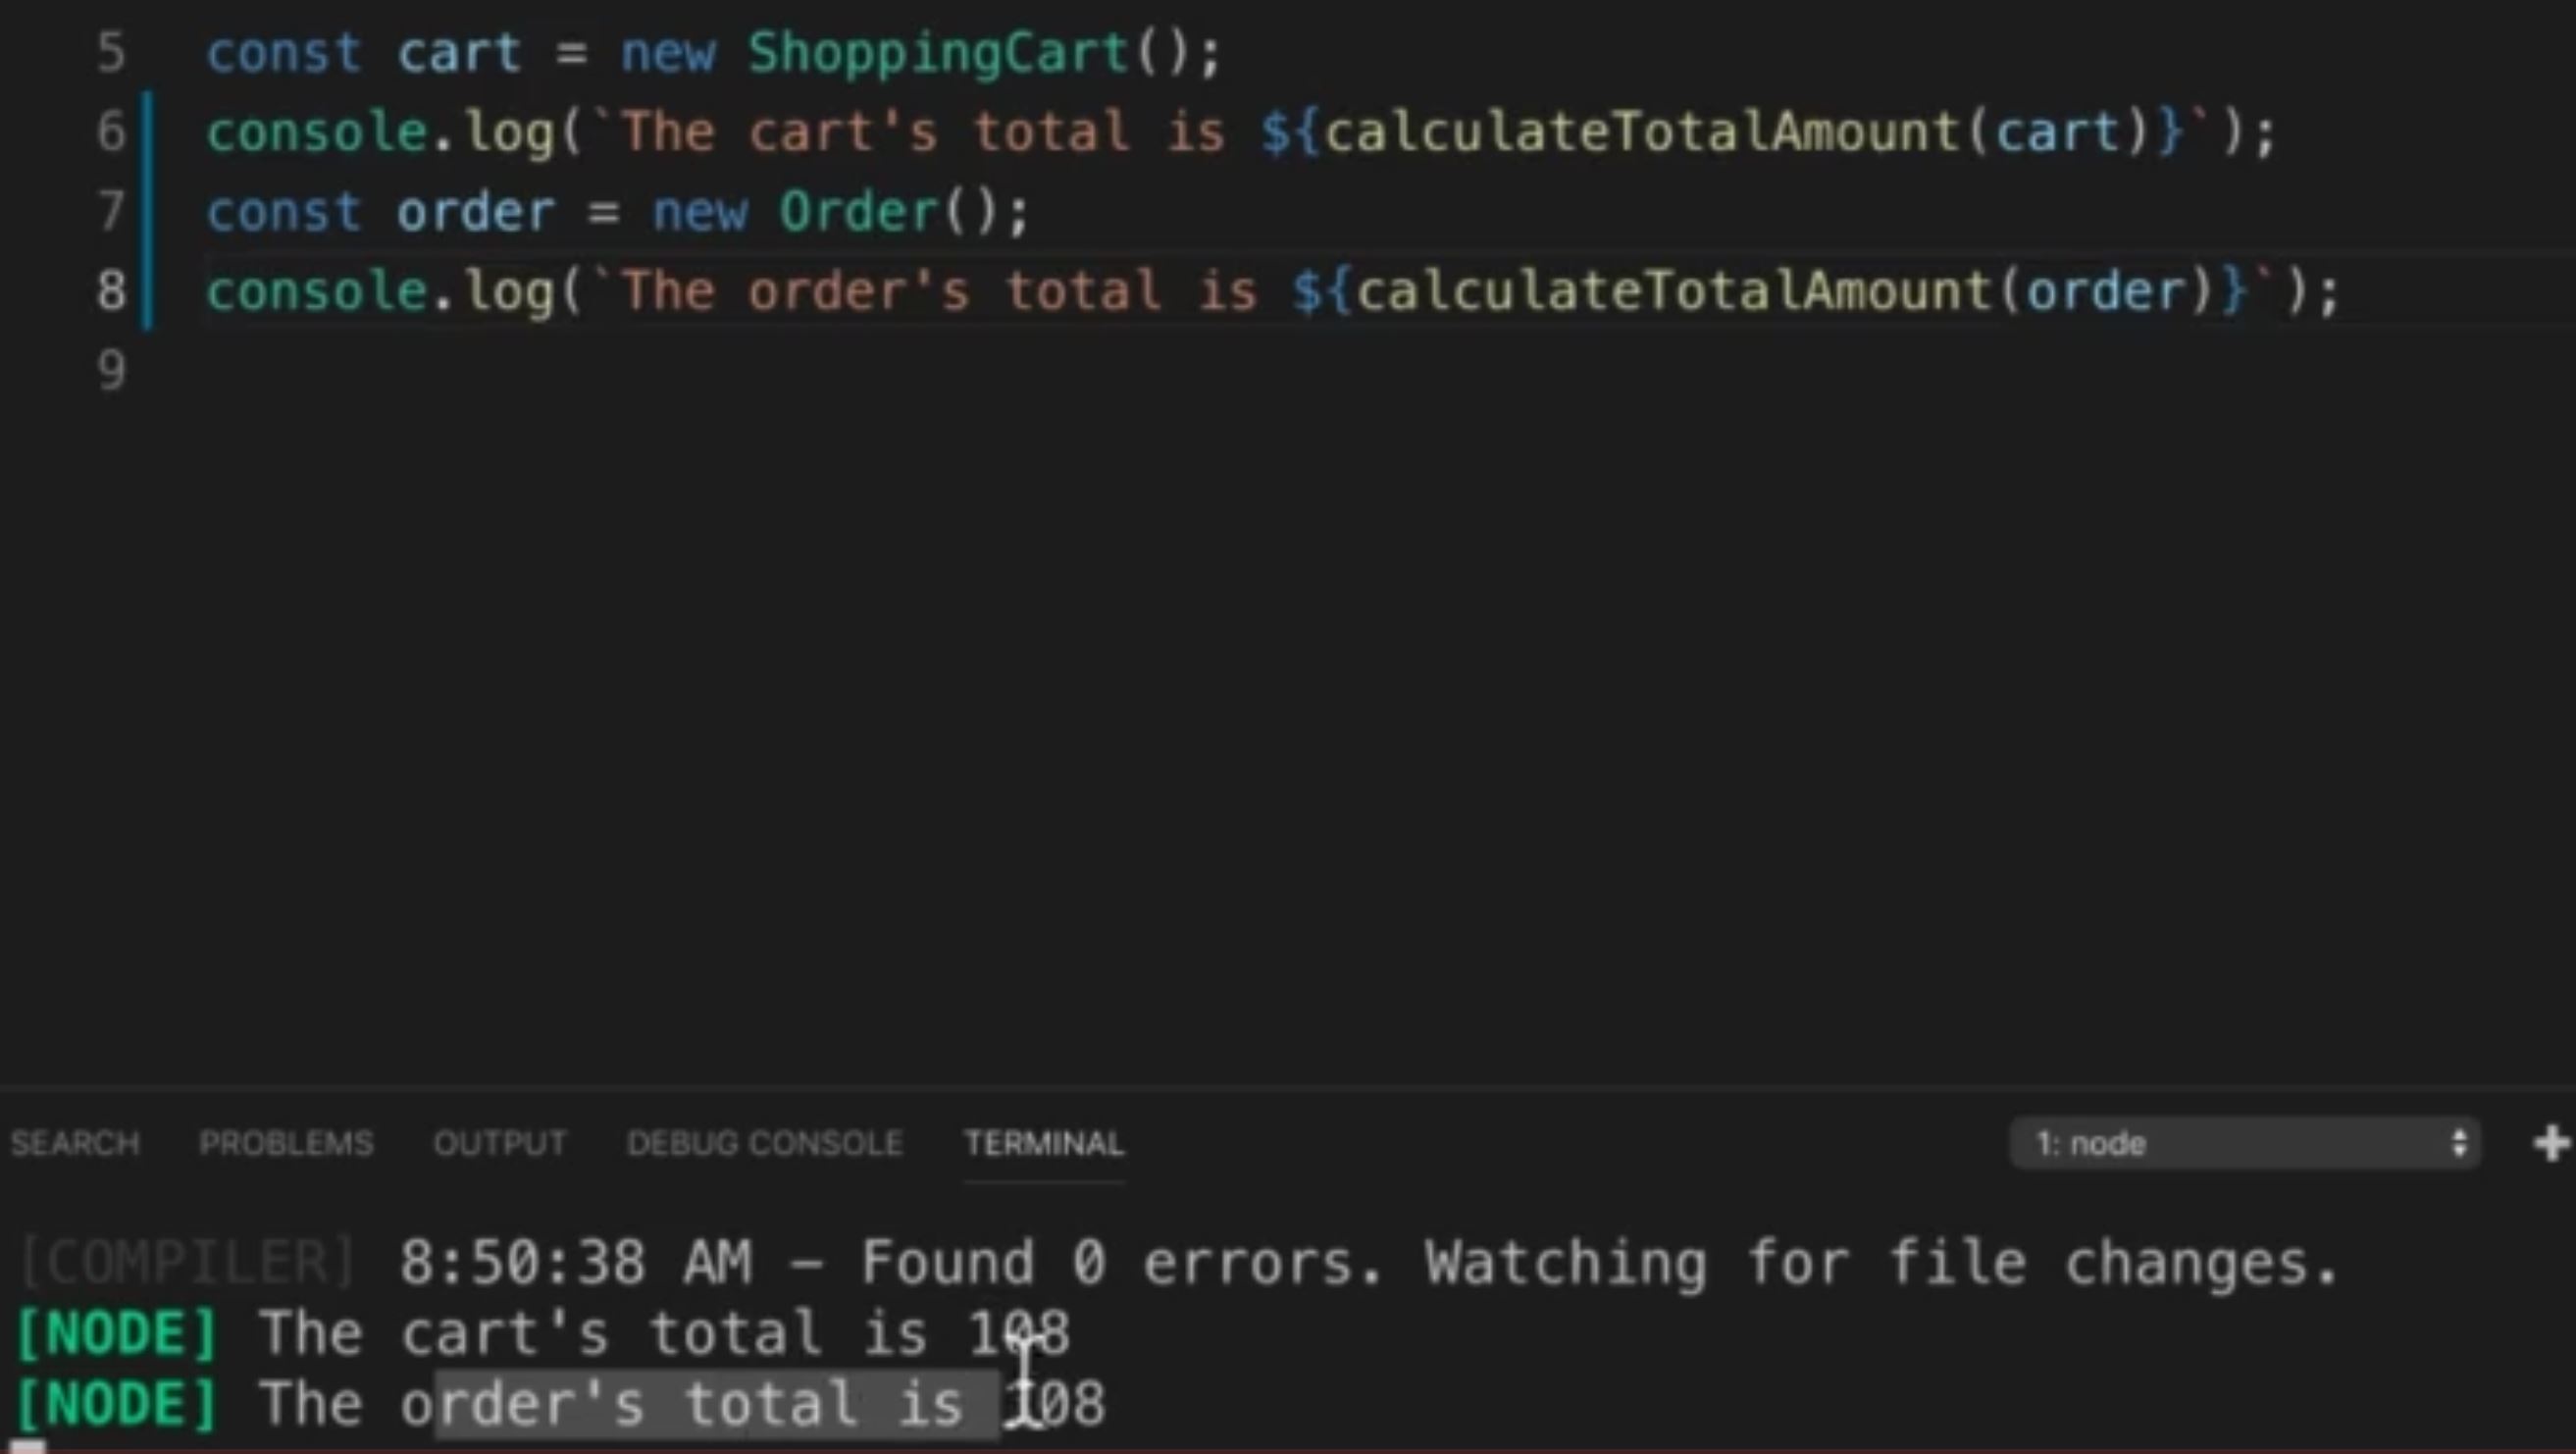 5 const cart = new ShoppingCart();
6 console.log(`The cart's total is ${calculateTotalAmount(cart)}`);
7 const order = new Order();
8 console.log(`The order's total is ${calculateTotalAmount(order)}`);
9
SEARCH PROBLEMS OUTPUT DEBUG CONSOLE TERMINAL 1: node
[COMPILER] 8:50:38 AM – Found 0 errors. Watching for file changes.
[NODE] The cart's total is 108
[NODE] The order's total is 108